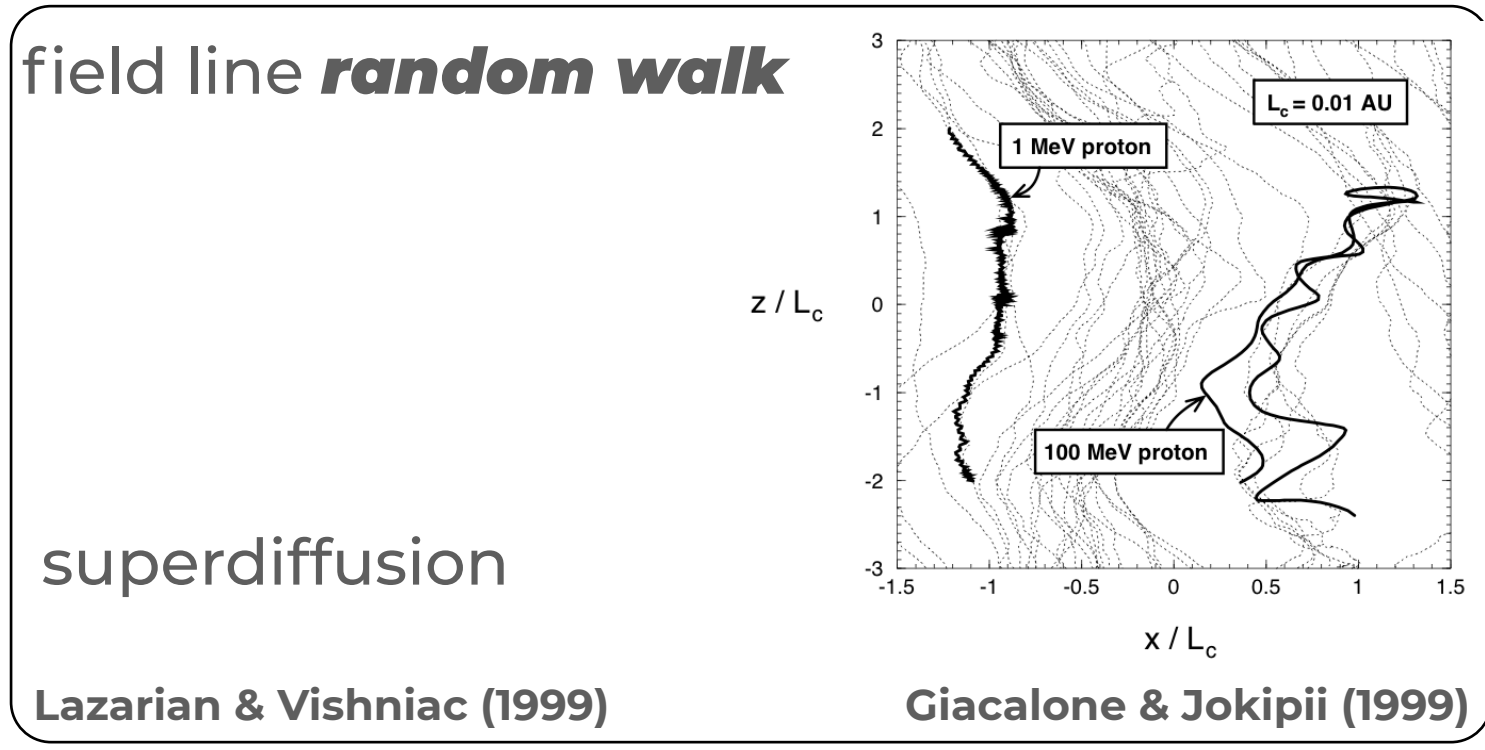 field line random walk
superdiffusion
Lazarian & Vishniac (1999)
L_c = 0.01 AU
1 MeV proton
100 MeV proton
z / L_c
3
2
1
0
-1
-2
-3
-1.5 -1 -0.5 0 0.5 1 1.5
x / L_c
Giacalone & Jokipii (1999)